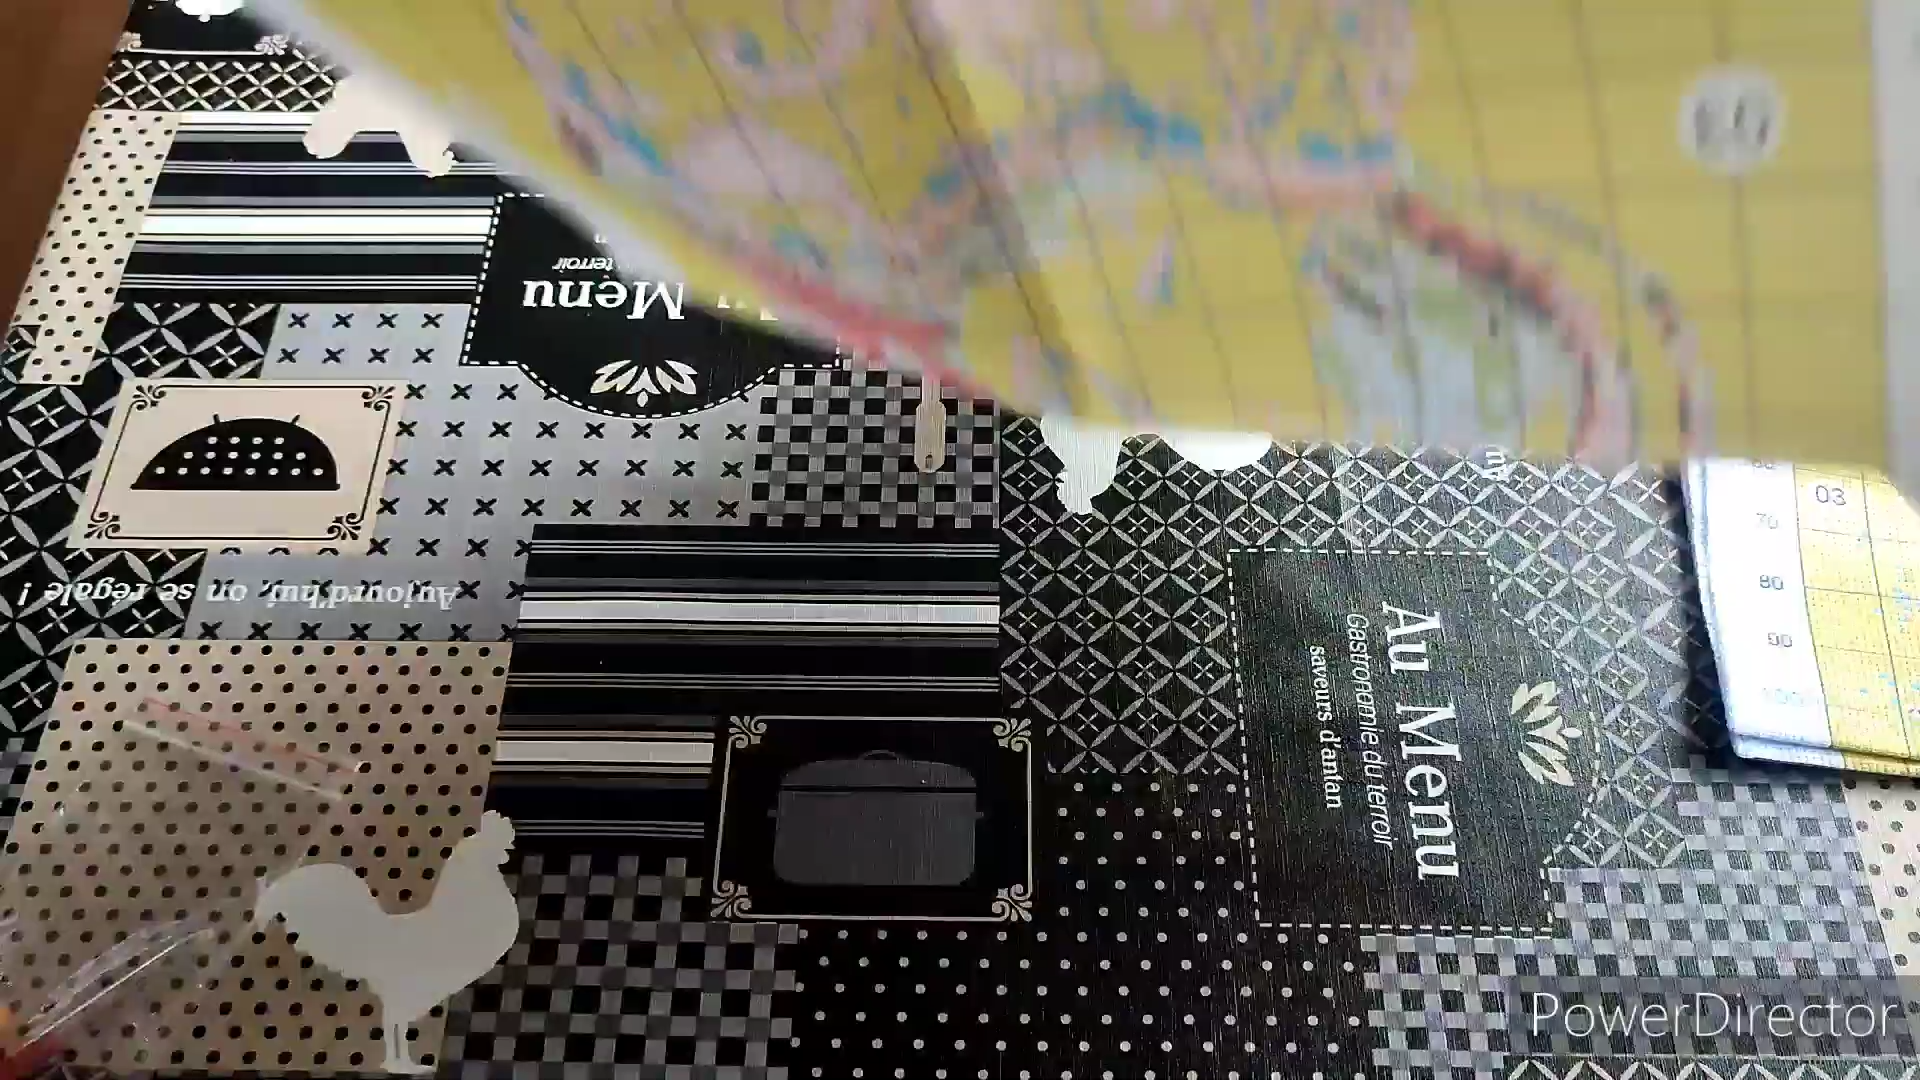 terroir
Menu
Aujourd'hui, on se régale !
03
70
80
90
100
Au Menu
Gastronomie du terroir
saveurs d'antan
PowerDirector